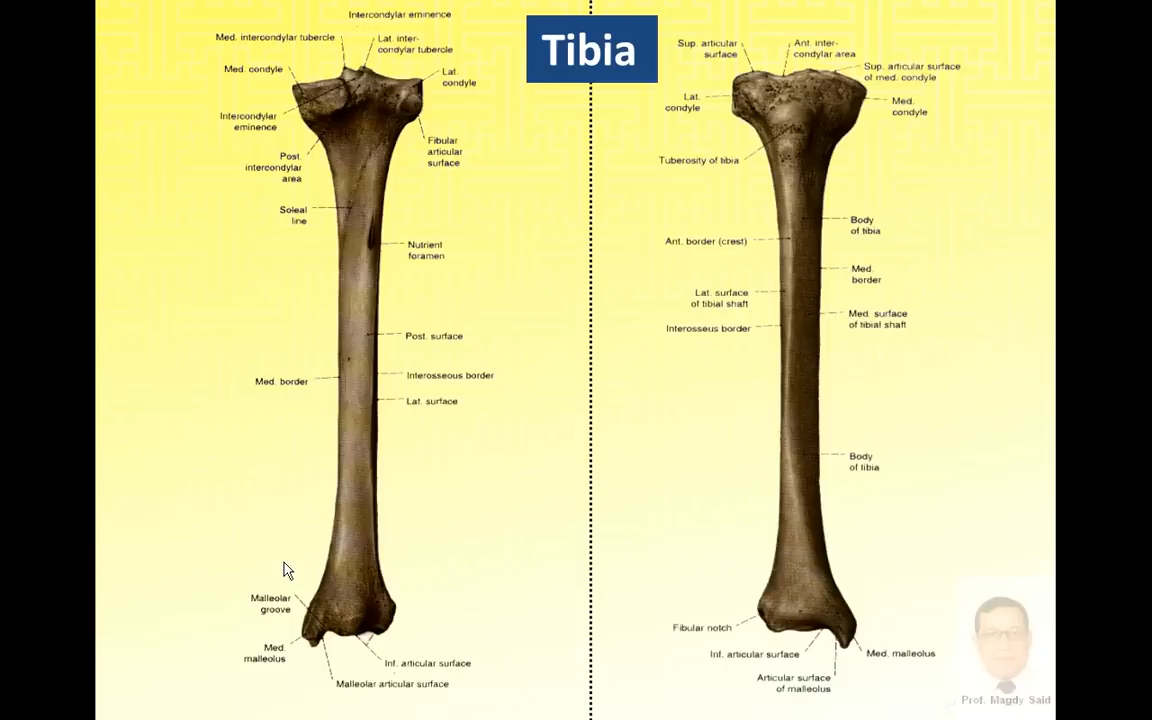 Tibia
Intercondylar eminence
Med. intercondylar tubercle
Lat. inter-
condylar tubercle
Med. condyle
Lat.
condyle
Intercondylar
eminence
Fibular
articular
surface
Post.
intercondylar
area
Soleal
line
Nutrient
foramen
Post. surface
Interosseous border
Med. border
Lat. surface
Malleolar
groove
Med.
malleolus
Inf. articular surface
Malleolar articular surface
Sup. articular
surface
Ant. inter-
condylar area
Sup. articular surface
of med. condyle
Lat.
condyle
Med.
condyle
Tuberosity of tibia
Body
of tibia
Ant. border (crest)
Med.
border
Lat. surface
of tibial shaft
Med. surface
of tibial shaft
Interosseus border
Body
of tibia
Fibular notch
Inf. articular surface
Med. malleolus
Articular surface
of malleolus
Prof. Magdy Said